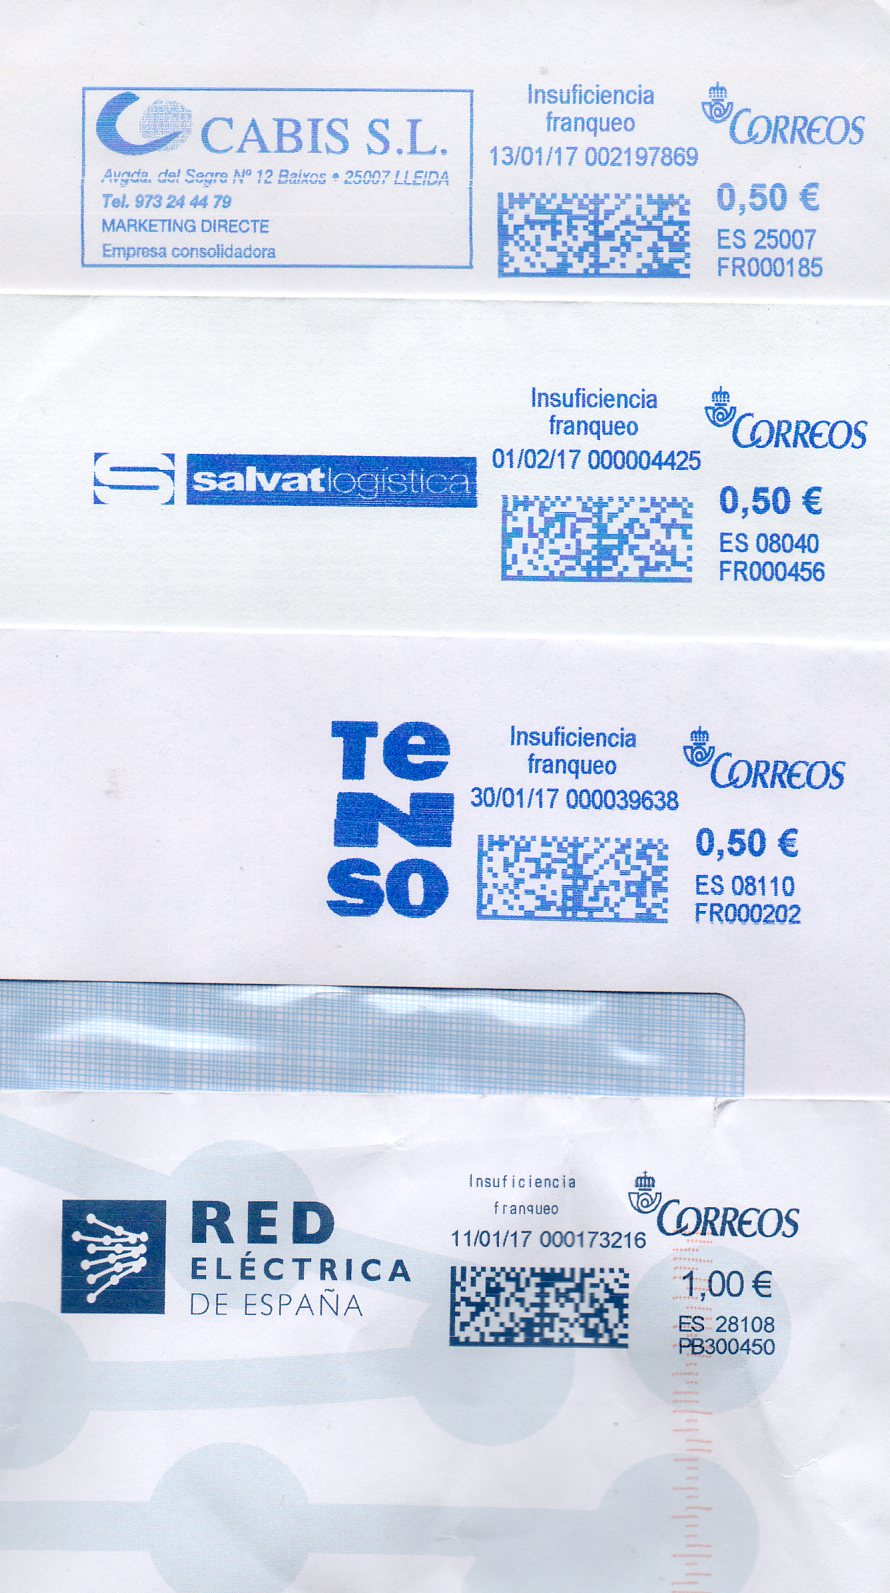 CABIS S.L.
Avgda. del Segre Nº 12 Baixos • 25007 LLEIDA
Tel. 973 24 44 79
MARKETING DIRECTE
Empresa consolidadora
Insuficiencia
franqueo
13/01/17 002197869
CORREOS
0,50 €
ES 25007
FR000185
salvatlogística
Insuficiencia
franqueo
01/02/17 000004425
CORREOS
0,50 €
ES 08040
FR000456
Te
N
so
Insuficiencia
franqueo
30/01/17 000039638
CORREOS
0,50 €
ES 08110
FR000202
RED
ELÉCTRICA
DE ESPAÑA
Insuficiencia
franqueo
11/01/17 000173216
CORREOS
1,00 €
ES 28108
PB300450